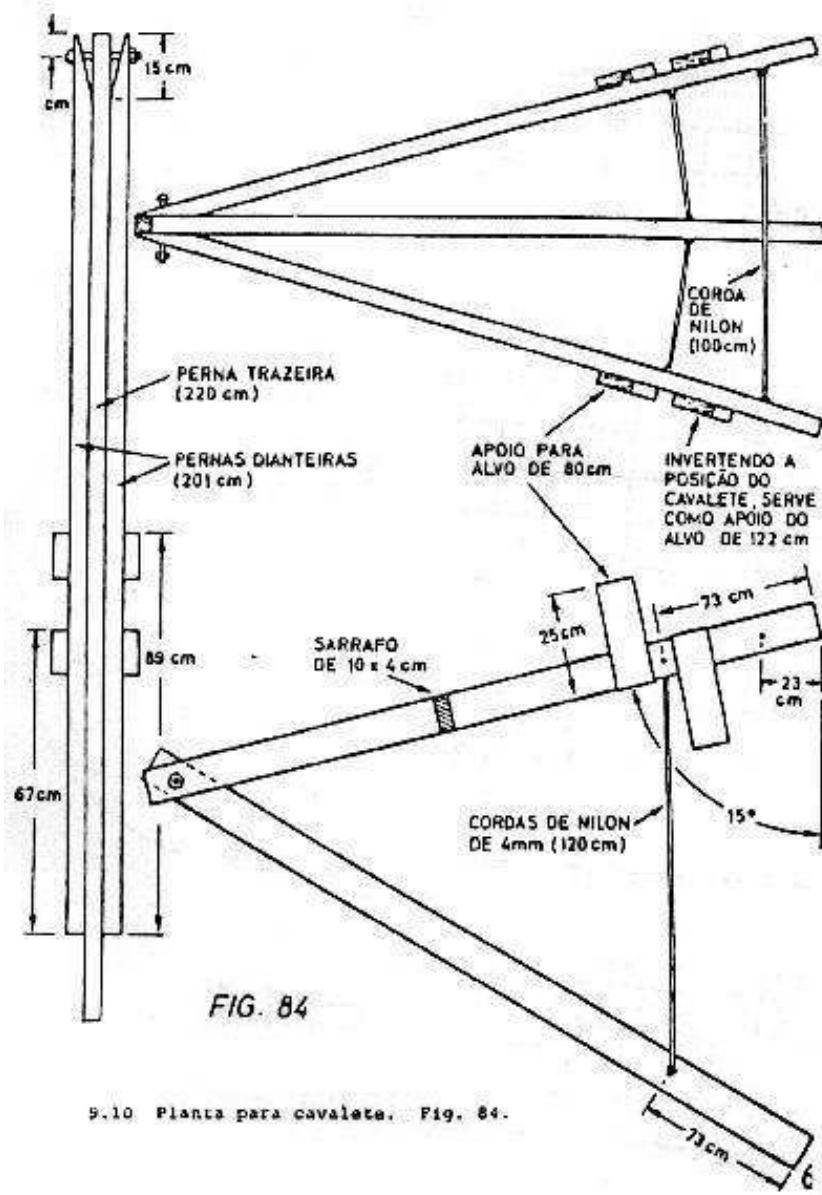 15 cm
cm
CORDA
DE
NILON
(100cm)
PERNA TRAZEIRA
(220 cm)
PERNAS DIANTEIRAS
(201 cm)
APOIO PARA
ALVO DE 80cm
INVERTENDO A
POSIÇÃO DO
CAVALETE, SERVE
COMO APOIO DO
ALVO DE 122 cm
73 cm
25cm
SARRAFO
DE 10 x 4 cm
89 cm
23
cm
67cm
CORDAS DE NILON
DE 4mm (120cm)
15°
FIG. 84
9.10 Planta para cavalete. Fig. 84.
73 cm
6